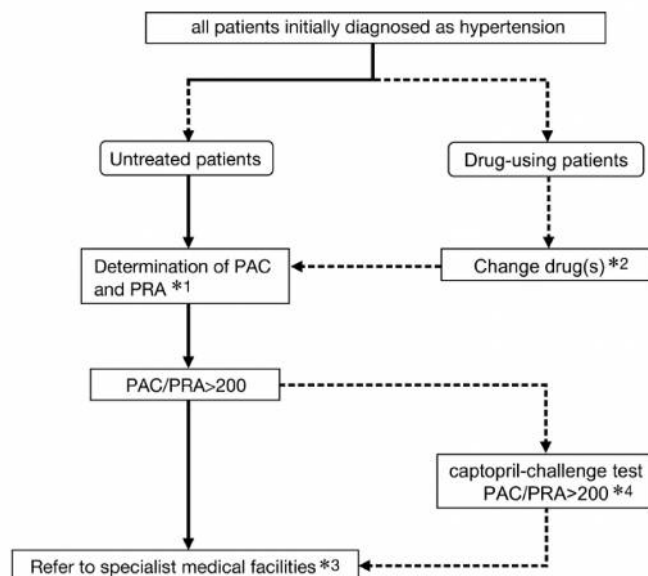 all patients initially diagnosed as hypertension
Untreated patients
Drug-using patients
Determination of PAC
and PRA *1
Change drug(s) *2
PAC/PRA>200
captopril-challenge test
PAC/PRA>200 *4
Refer to specialist medical facilities *3